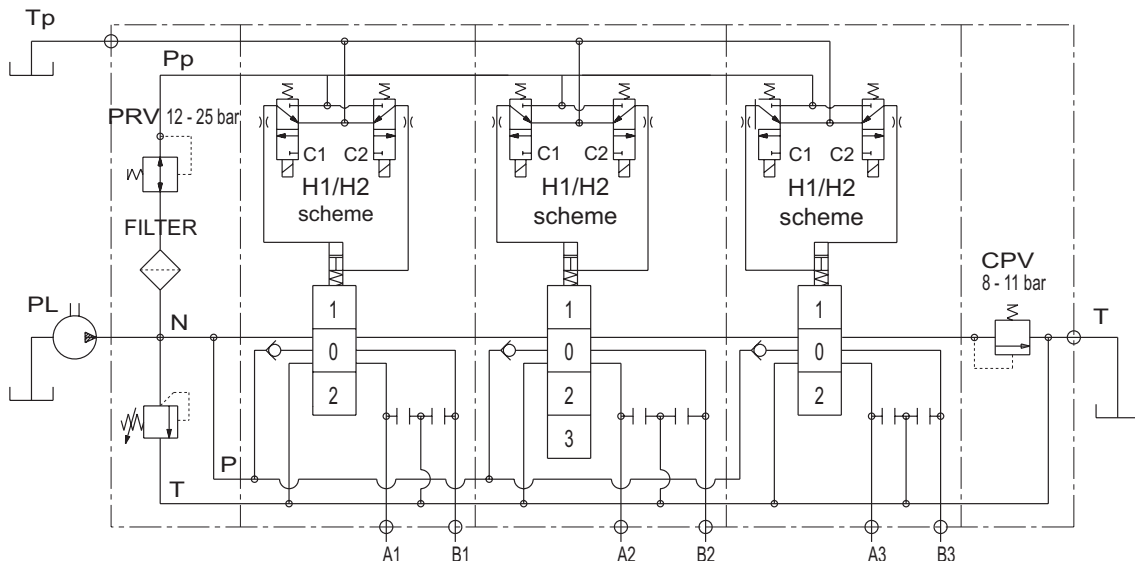 Tp
Pp
PRV 12 - 25 bar
C1 C2
C1 C2
C1 C2
H1/H2
scheme
H1/H2
scheme
H1/H2
scheme
FILTER
CPV
8 - 11 bar
PL
N
T
1
0
2
1
0
2
3
1
0
2
P
T
A1
B1
A2
B2
A3
B3